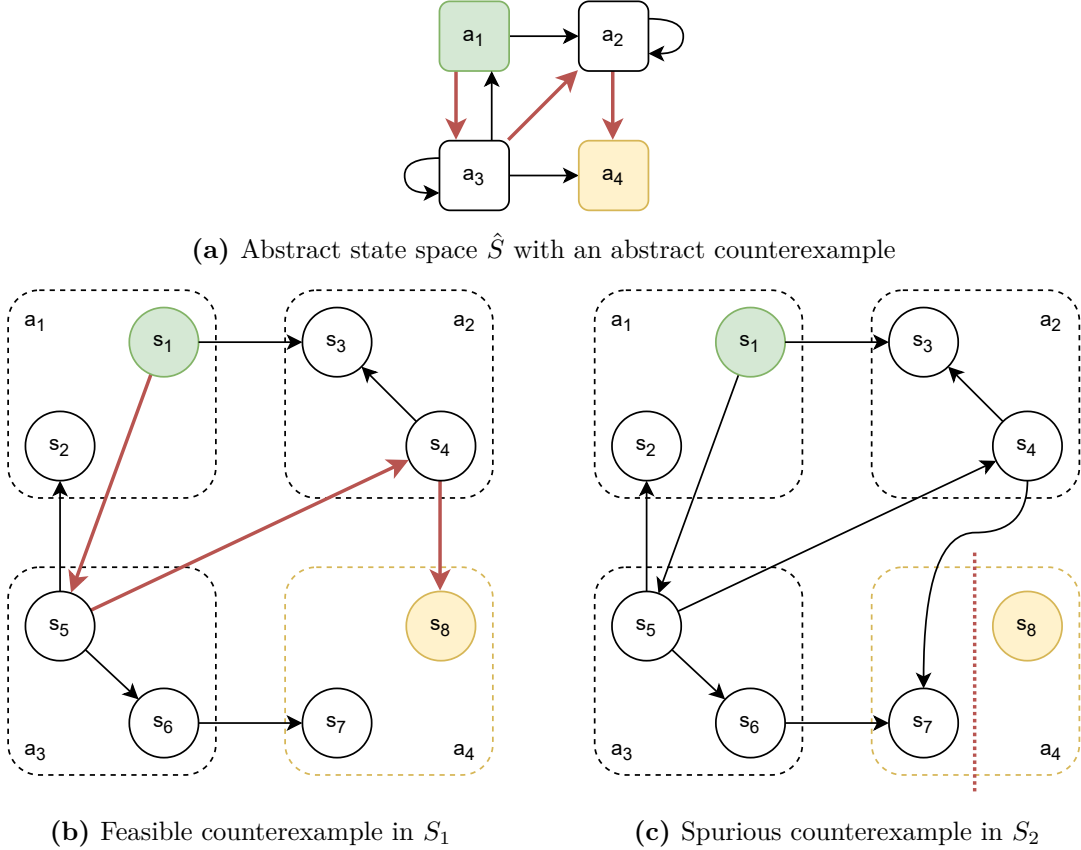 a₁ a₂
a₃ a₄
(a) Abstract state space Ŝ with an abstract counterexample
a₁ s₁ s₃ a₂
s₂ s₄
s₅ s₈
s₆ s₇
a₃ a₄
(b) Feasible counterexample in S₁
a₁ s₁ s₃ a₂
s₂ s₄
s₅ s₈
s₆ s₇
a₃ a₄
(c) Spurious counterexample in S₂